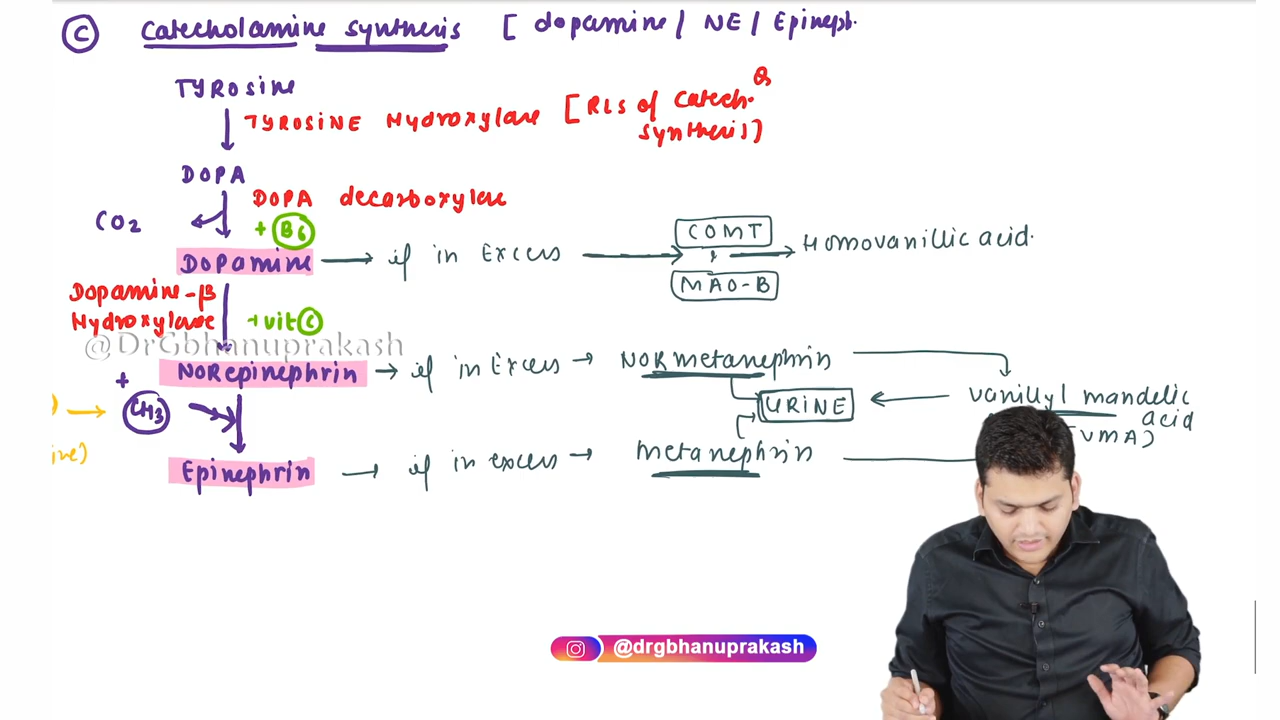 C Catecholamine synthesis [ dopamine / NE / Epineph.
TYROSINE
TYROSINE Hydroxylase [RLS of Catech. synthesis]
DOPA
DOPA decarboxylase
CO2
+ B6
Dopamine → if in Excess → COMT → Homovanillic acid.
MAO-B
Dopamine-β
Hydroxylase
+vit C
@DrGbhanuprakash
NORepinephrin → if in Excess → NORmetanephrin
+
→ CH3
URINE ← vanillyl mandelic
acid
(VMA)
Epinephrin → if in excess → metanephrin
@drgbhanuprakash